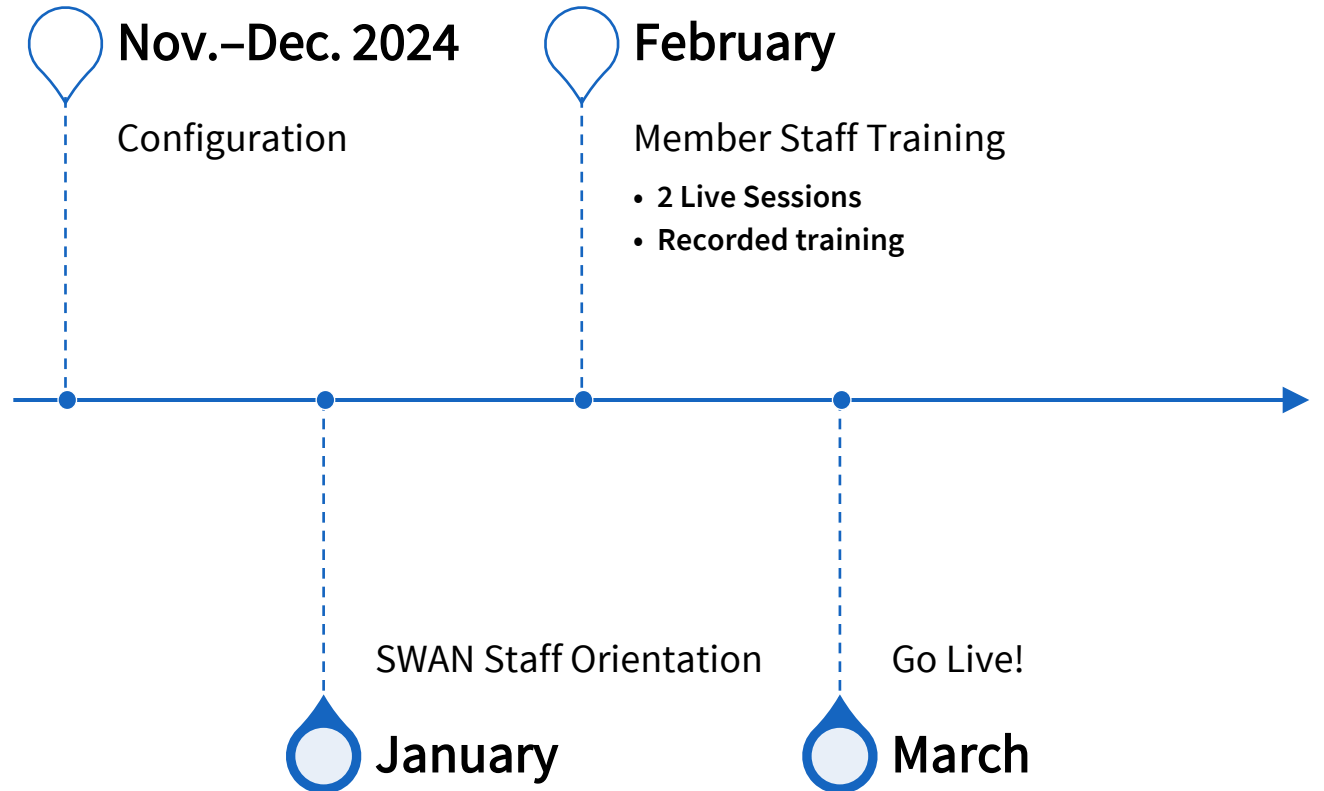 Nov.–Dec. 2024
Configuration
February
Member Staff Training
• 2 Live Sessions
• Recorded training
SWAN Staff Orientation
January
Go Live!
March